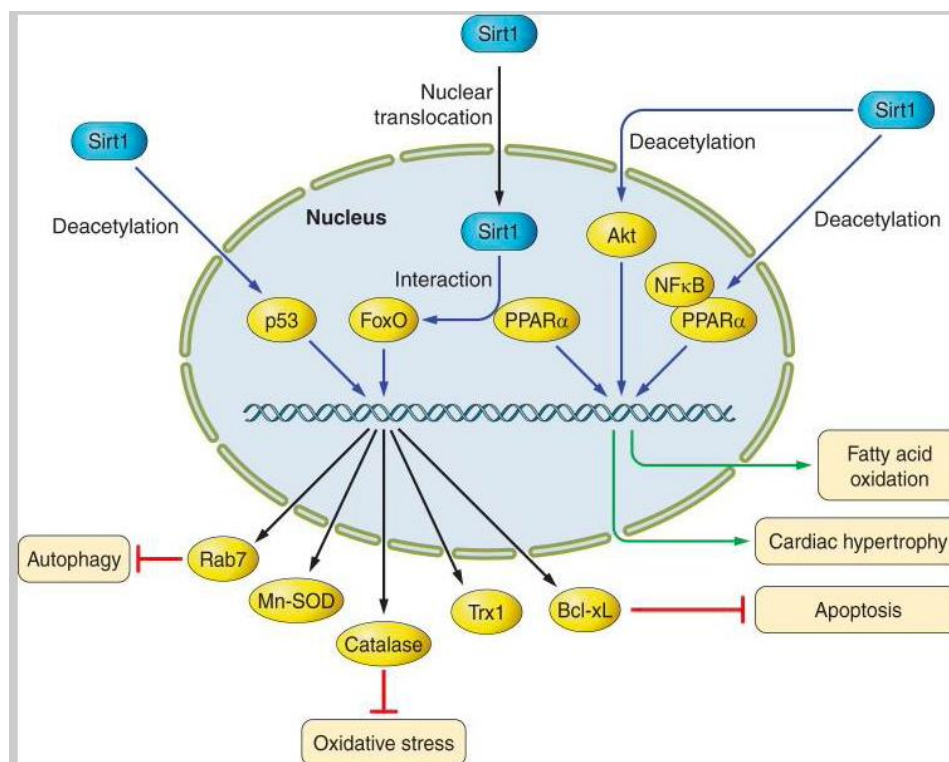 Sirt1
Nuclear
translocation
Sirt1
Sirt1
Deacetylation
Deacetylation
Nucleus
Sirt1
Akt
Deacetylation
Interaction
NFκB
p53
FoxO
PPARα
PPARα
Fatty acid
oxidation
Cardiac hypertrophy
Autophagy
Rab7
Mn-SOD
Catalase
Trx1
Bcl-xL
Apoptosis
Oxidative stress